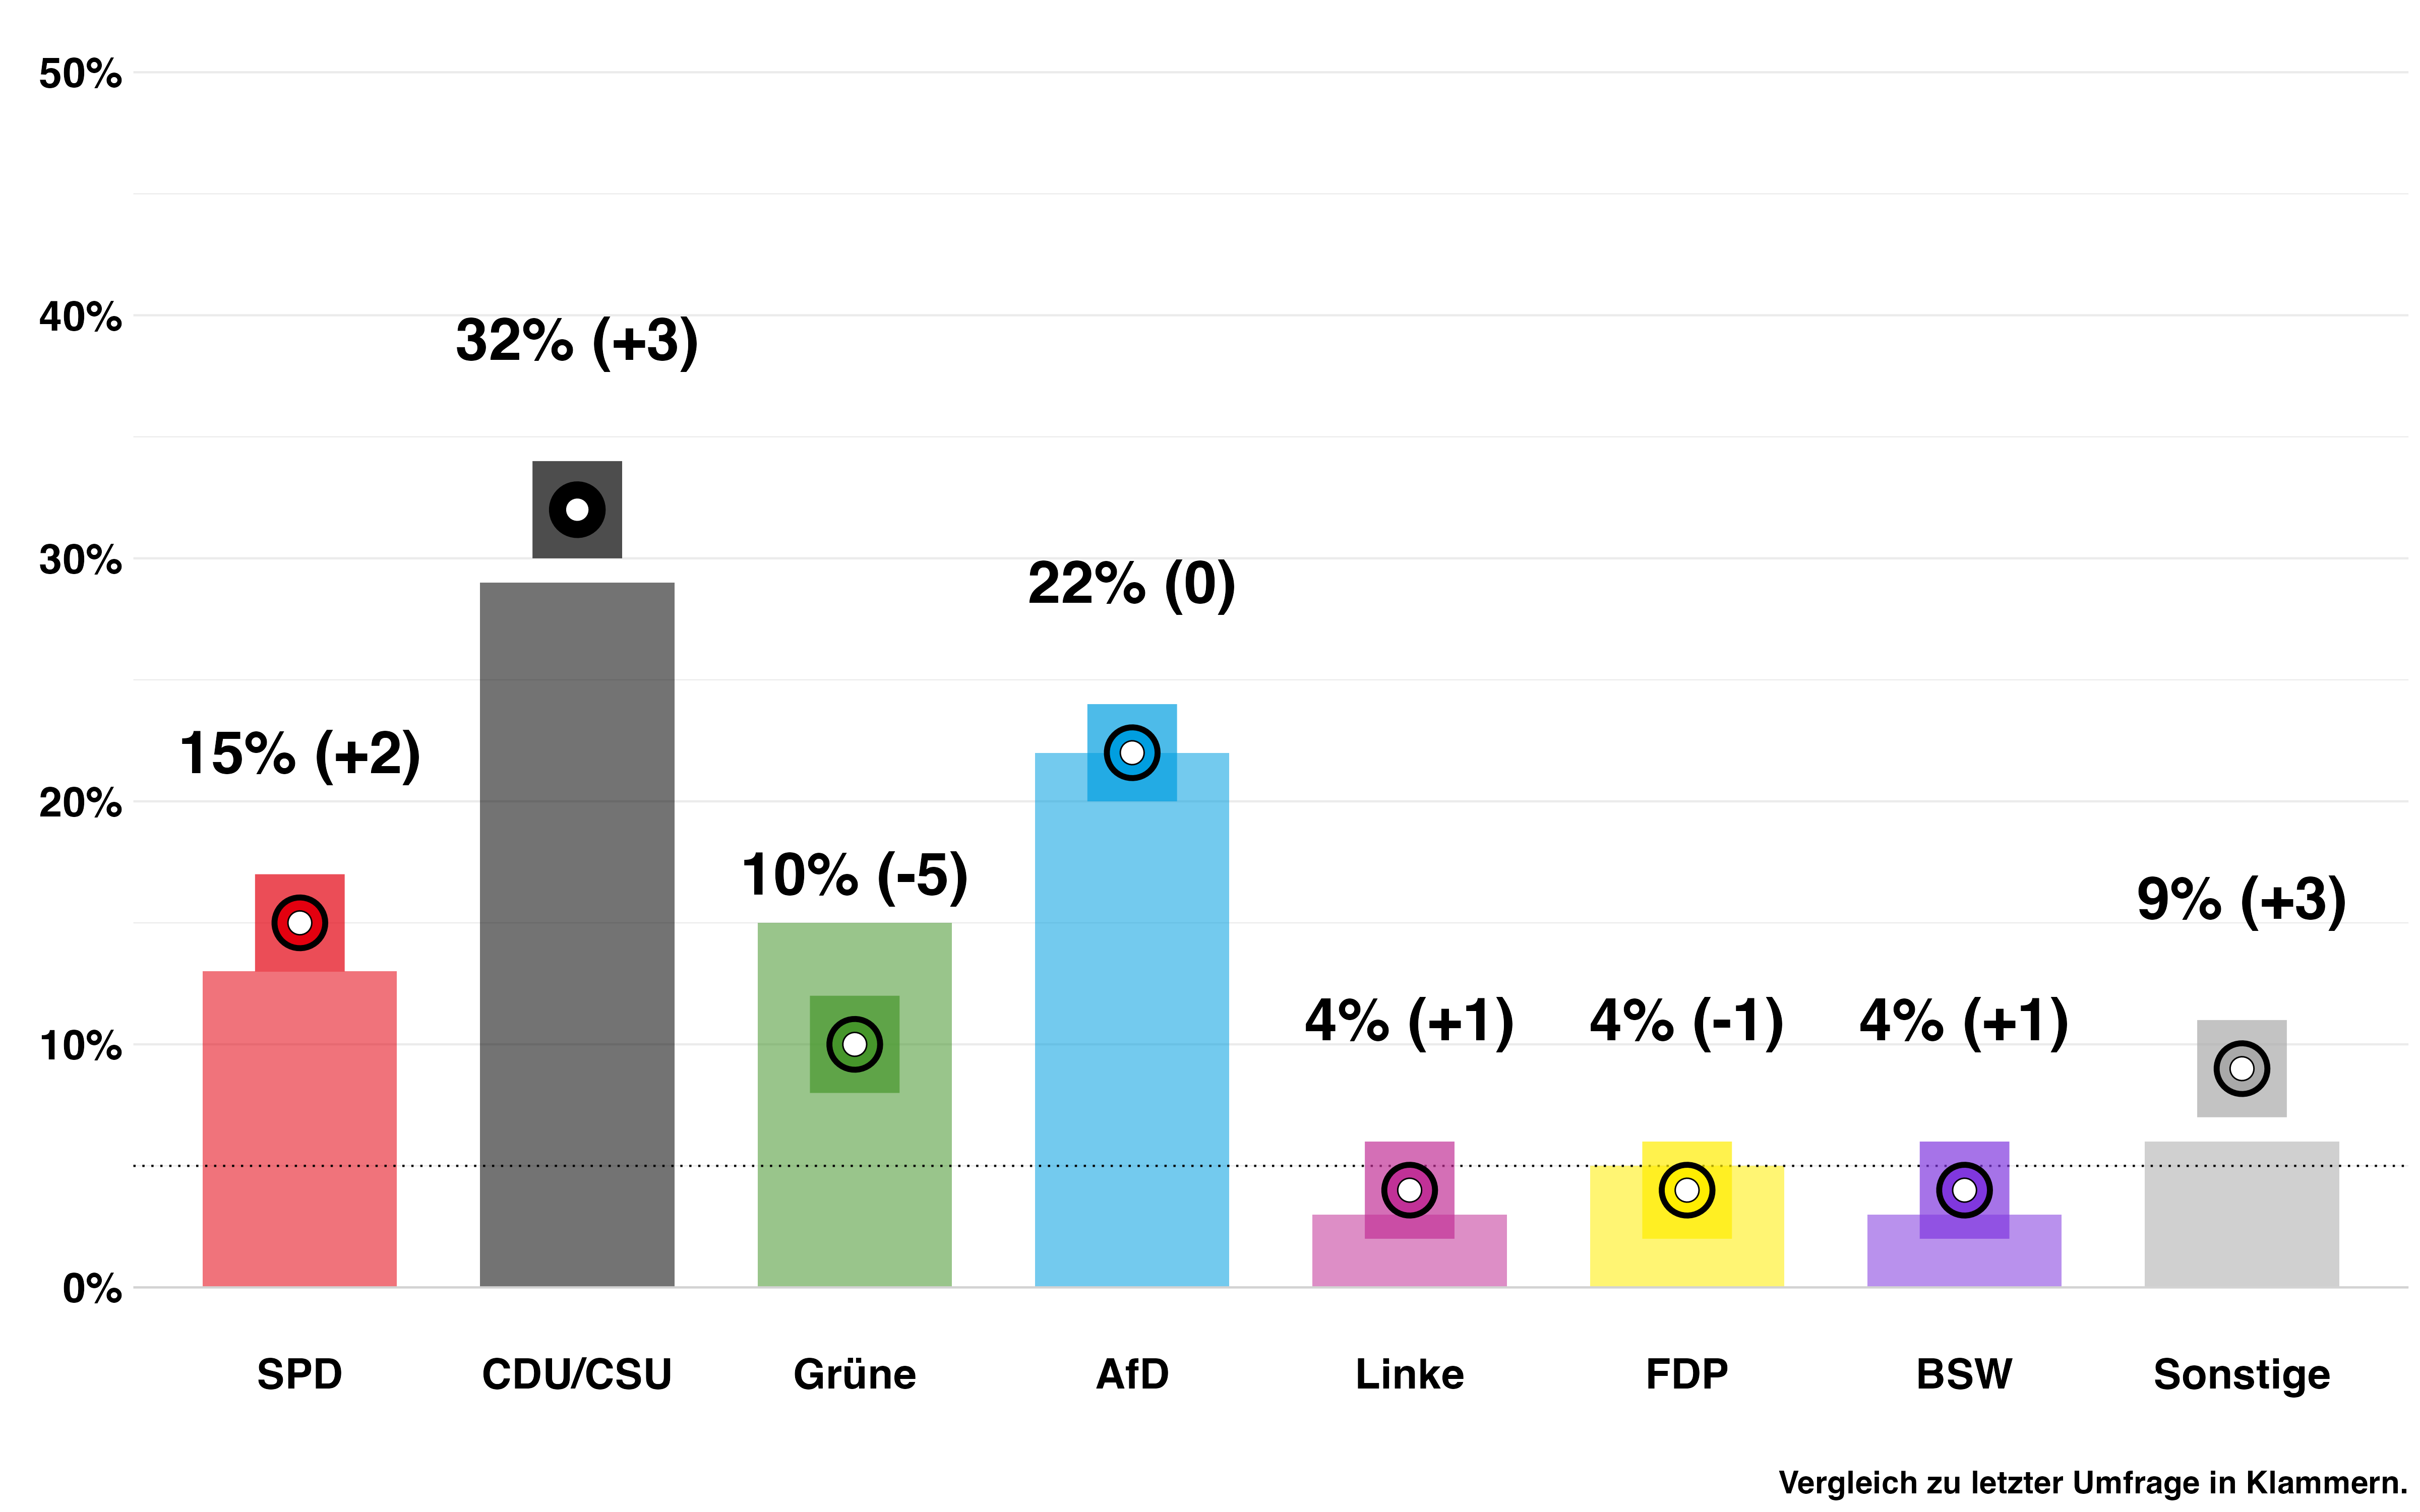 50%
40%
30%
20%
10%
0%
15% (+2)
32% (+3)
10% (-5)
22% (0)
4% (+1)
4% (-1)
4% (+1)
9% (+3)
SPD
CDU/CSU
Grüne
AfD
Linke
FDP
BSW
Sonstige
Vergleich zu letzter Umfrage in Klammern.